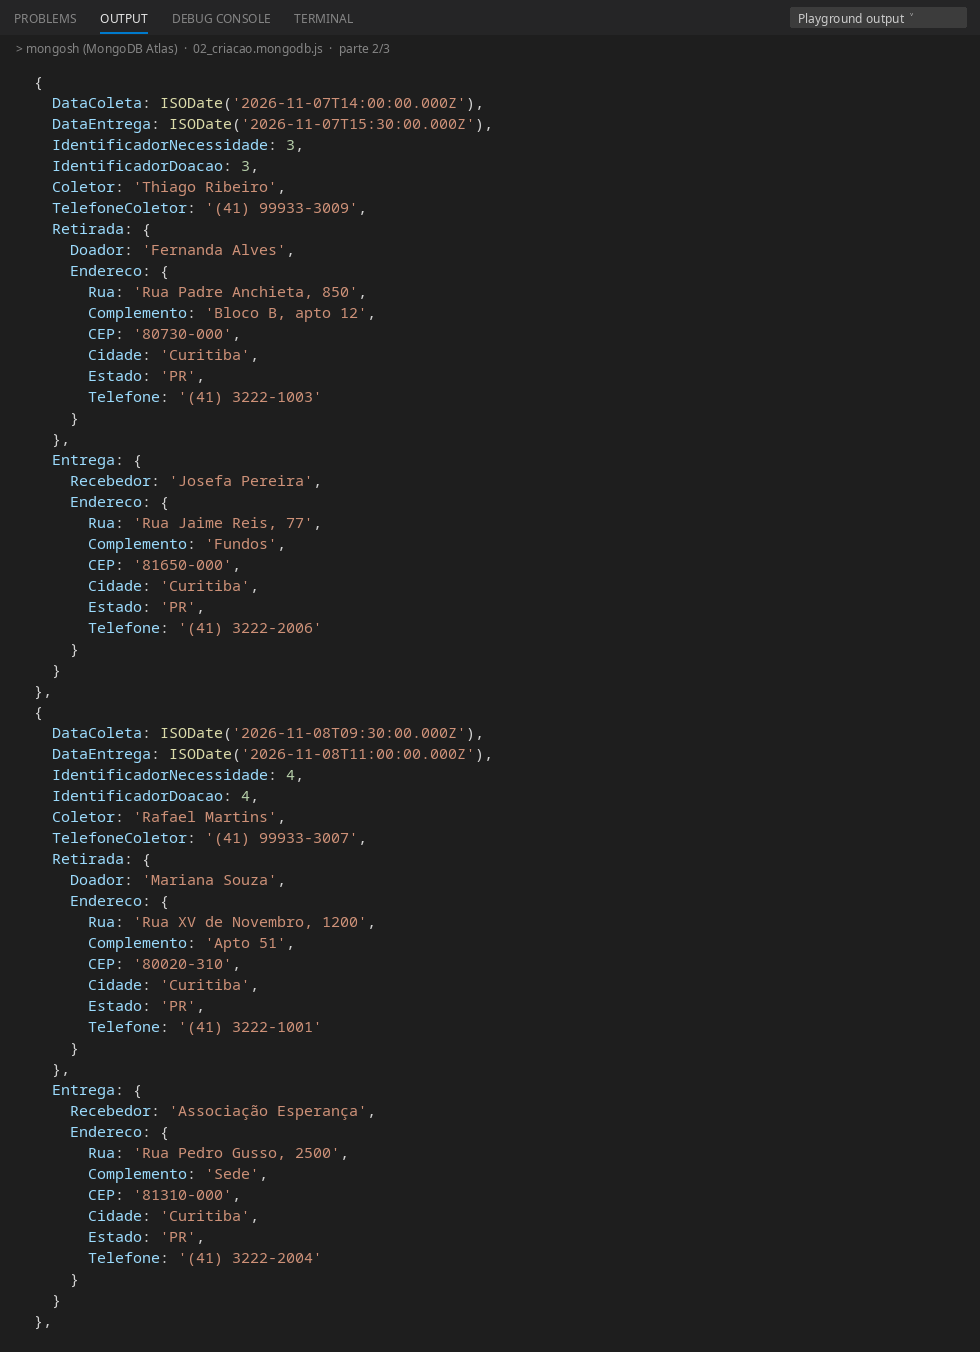 PROBLEMS OUTPUT DEBUG CONSOLE TERMINAL Playground output ˅
> mongosh (MongoDB Atlas) · 02_criacao.mongodb.js · parte 2/3
{
  DataColeta: ISODate('2026-11-07T14:00:00.000Z'),
  DataEntrega: ISODate('2026-11-07T15:30:00.000Z'),
  IdentificadorNecessidade: 3,
  IdentificadorDoacao: 3,
  Coletor: 'Thiago Ribeiro',
  TelefoneColetor: '(41) 99933-3009',
  Retirada: {
    Doador: 'Fernanda Alves',
    Endereco: {
      Rua: 'Rua Padre Anchieta, 850',
      Complemento: 'Bloco B, apto 12',
      CEP: '80730-000',
      Cidade: 'Curitiba',
      Estado: 'PR',
      Telefone: '(41) 3222-1003'
    }
  },
  Entrega: {
    Recebedor: 'Josefa Pereira',
    Endereco: {
      Rua: 'Rua Jaime Reis, 77',
      Complemento: 'Fundos',
      CEP: '81650-000',
      Cidade: 'Curitiba',
      Estado: 'PR',
      Telefone: '(41) 3222-2006'
    }
  }
},
{
  DataColeta: ISODate('2026-11-08T09:30:00.000Z'),
  DataEntrega: ISODate('2026-11-08T11:00:00.000Z'),
  IdentificadorNecessidade: 4,
  IdentificadorDoacao: 4,
  Coletor: 'Rafael Martins',
  TelefoneColetor: '(41) 99933-3007',
  Retirada: {
    Doador: 'Mariana Souza',
    Endereco: {
      Rua: 'Rua XV de Novembro, 1200',
      Complemento: 'Apto 51',
      CEP: '80020-310',
      Cidade: 'Curitiba',
      Estado: 'PR',
      Telefone: '(41) 3222-1001'
    }
  },
  Entrega: {
    Recebedor: 'Associação Esperança',
    Endereco: {
      Rua: 'Rua Pedro Gusso, 2500',
      Complemento: 'Sede',
      CEP: '81310-000',
      Cidade: 'Curitiba',
      Estado: 'PR',
      Telefone: '(41) 3222-2004'
    }
  }
},